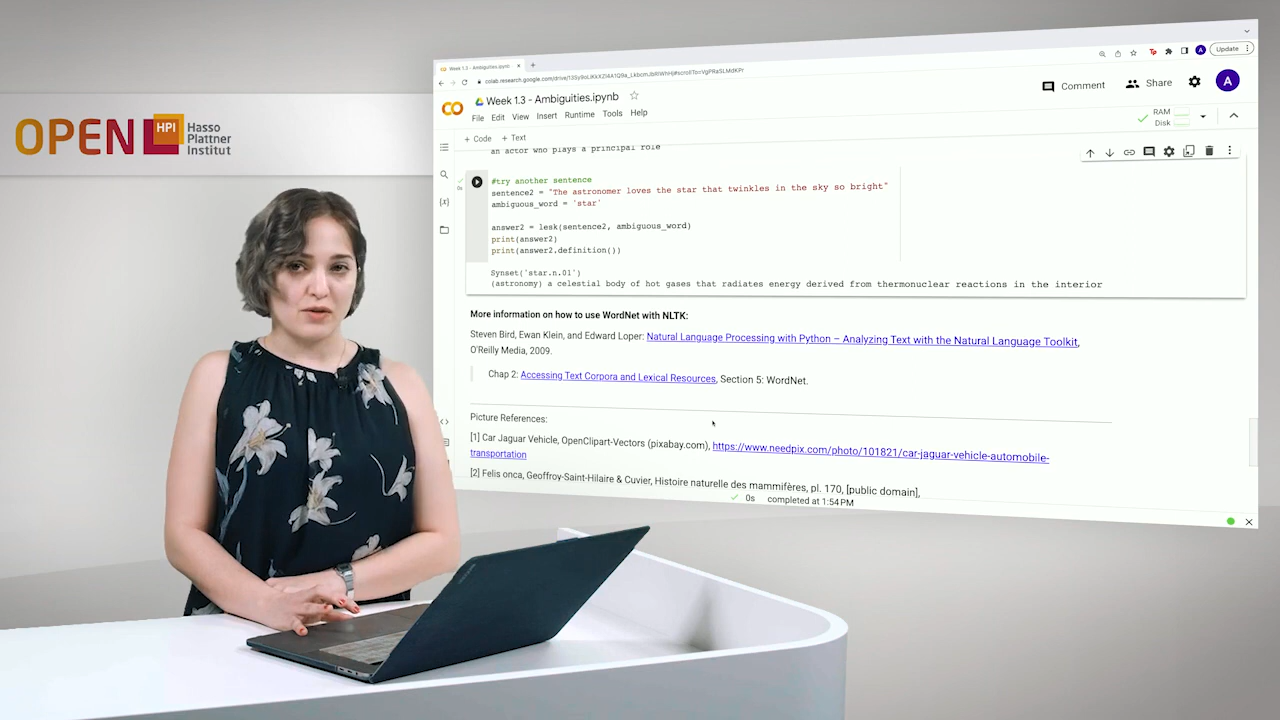 OPEN HPI Hasso
Plattner
Institut
Week 1.3 - Ambiguities.ipynb
Update
Week 1.3 - Ambiguities.ipynb
File Edit View Insert Runtime Tools Help
Comment
Share
A
+ Code + Text
RAM
Disk
an actor who plays a principal role
#try another sentence
sentence2 = "The astronomer loves the star that twinkles in the sky so bright"
ambiguous_word = 'star'
answer2 = lesk(sentence2, ambiguous_word)
print(answer2)
print(answer2.definition())
Synset('star.n.01')
(astronomy) a celestial body of hot gases that radiates energy derived from thermonuclear reactions in the interior
More information on how to use WordNet with NLTK:
Steven Bird, Ewan Klein, and Edward Loper: Natural Language Processing with Python – Analyzing Text with the Natural Language Toolkit,
O'Reilly Media, 2009.
Chap 2: Accessing Text Corpora and Lexical Resources, Section 5: WordNet.
Picture References:
[1] Car Jaguar Vehicle, OpenClipart-Vectors (pixabay.com), https://www.needpix.com/photo/101821/car-jaguar-vehicle-automobile-
transportation
[2] Felis onca, Geoffroy-Saint-Hilaire & Cuvier, Histoire naturelle des mammifères, pl. 170, [public domain],
0s completed at 1:54 PM